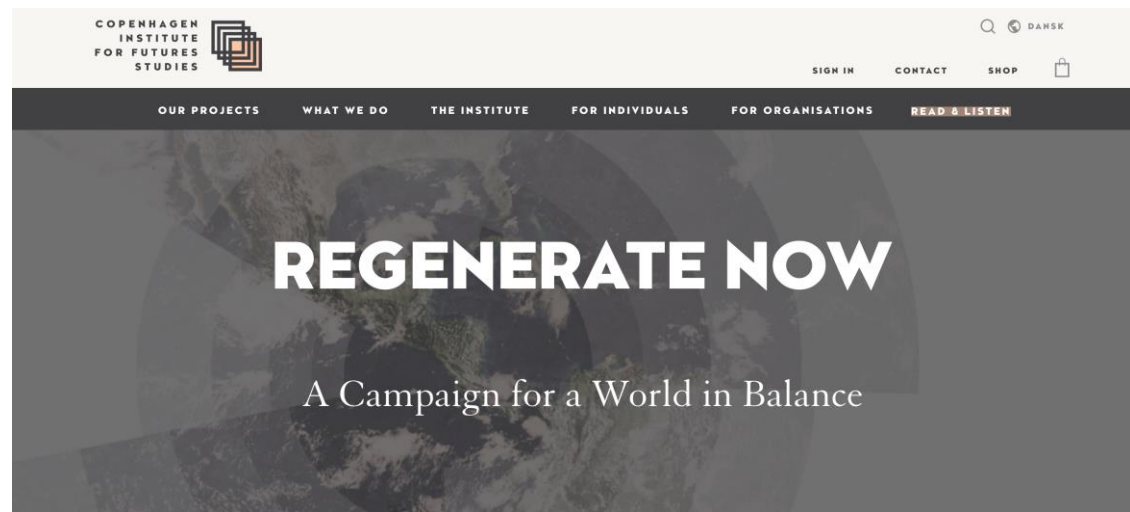 COPENHAGEN
INSTITUTE
FOR FUTURES
STUDIES
DANSK
SIGN IN CONTACT SHOP
OUR PROJECTS WHAT WE DO THE INSTITUTE FOR INDIVIDUALS FOR ORGANISATIONS READ & LISTEN
REGENERATE NOW
A Campaign for a World in Balance